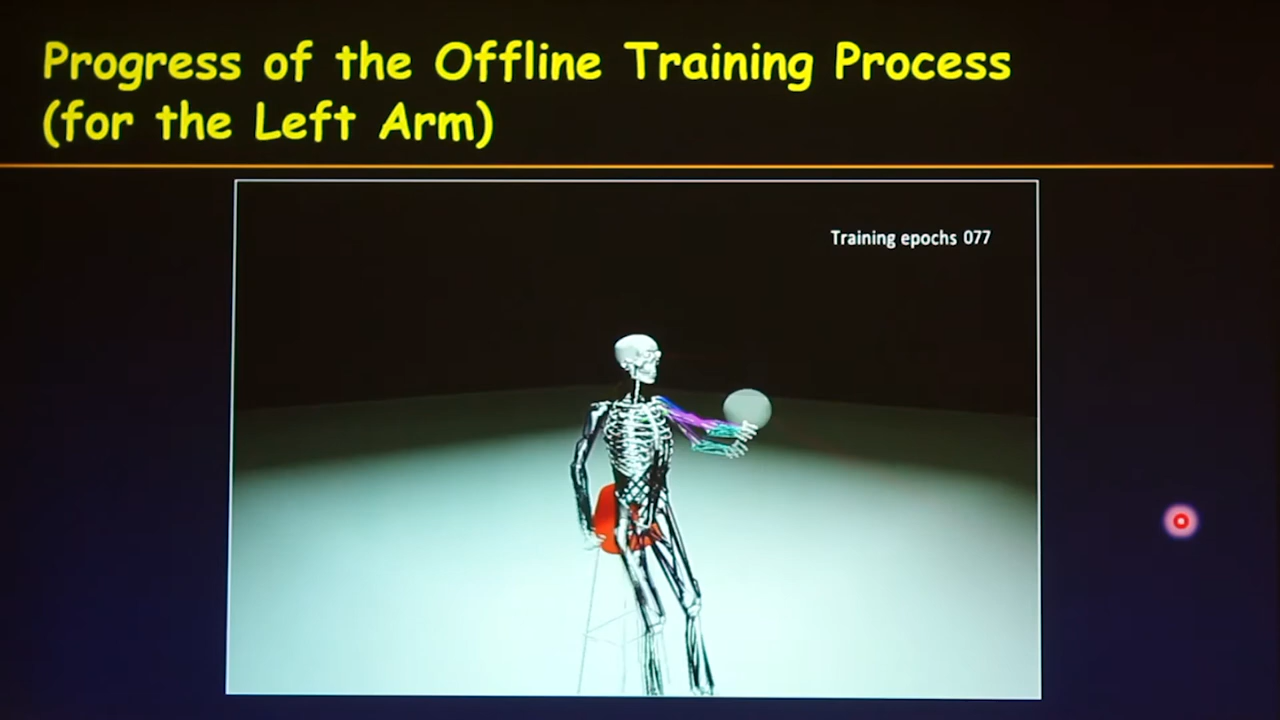 Progress of the Offline Training Process
(for the Left Arm)
Training epochs 077